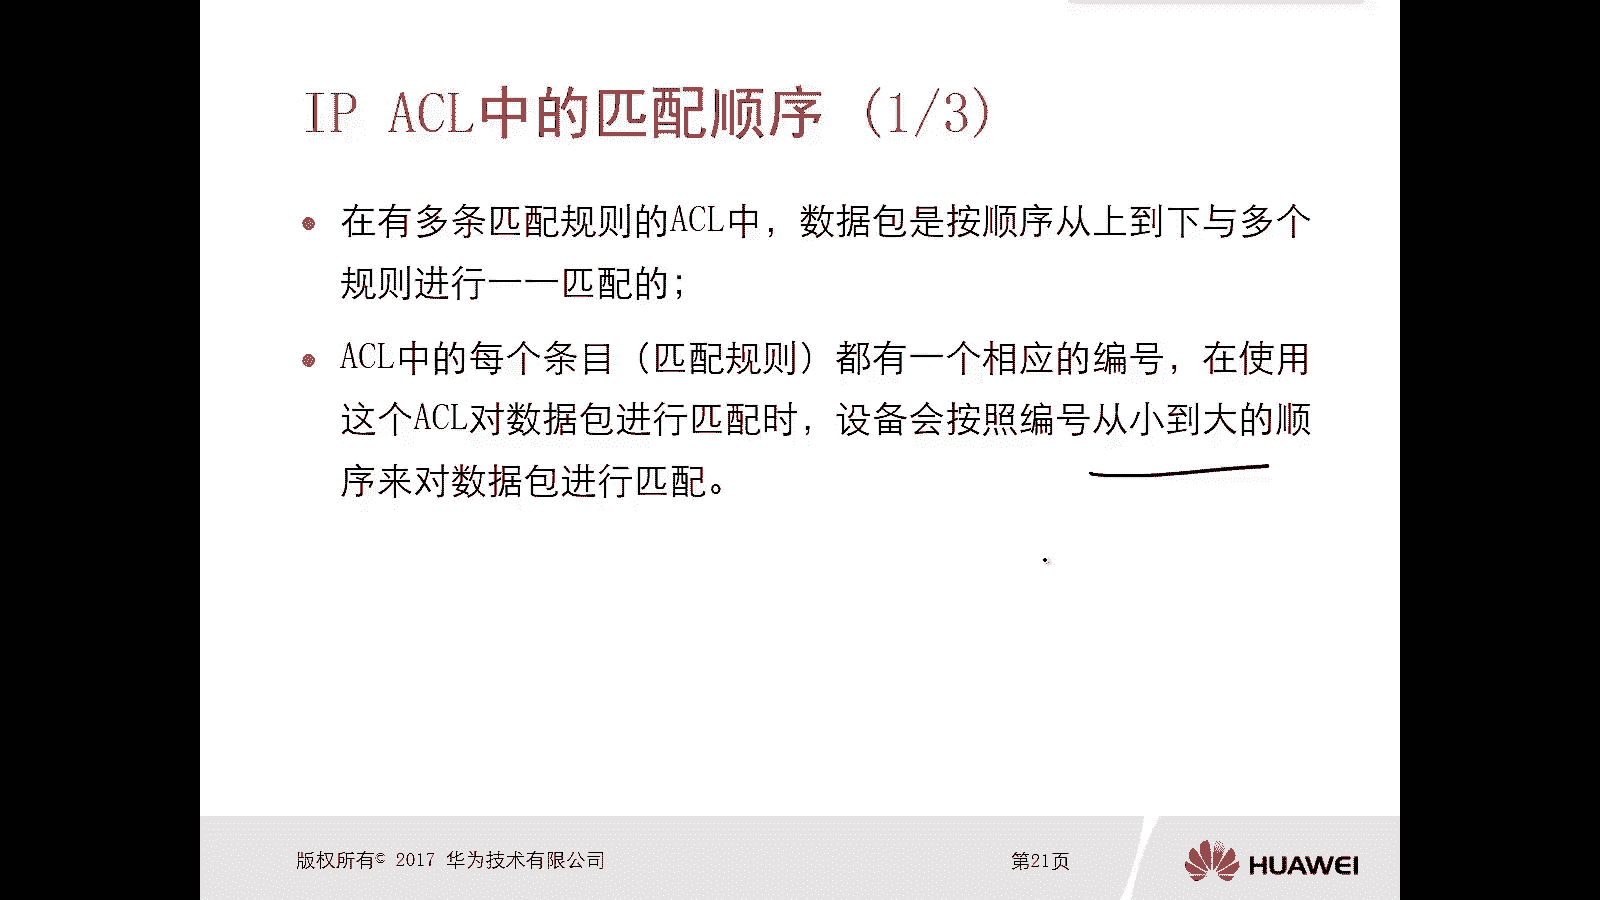 IP ACL中的匹配顺序 (1/3)
在有多条匹配规则的ACL中，数据包是按顺序从上到下与多个
规则进行一一匹配的；
ACL中的每个条目（匹配规则）都有一个相应的编号，在使用
这个ACL对数据包进行匹配时，设备会按照编号从小到大的顺
序来对数据包进行匹配。
版权所有© 2017 华为技术有限公司
第21页
HUAWEI